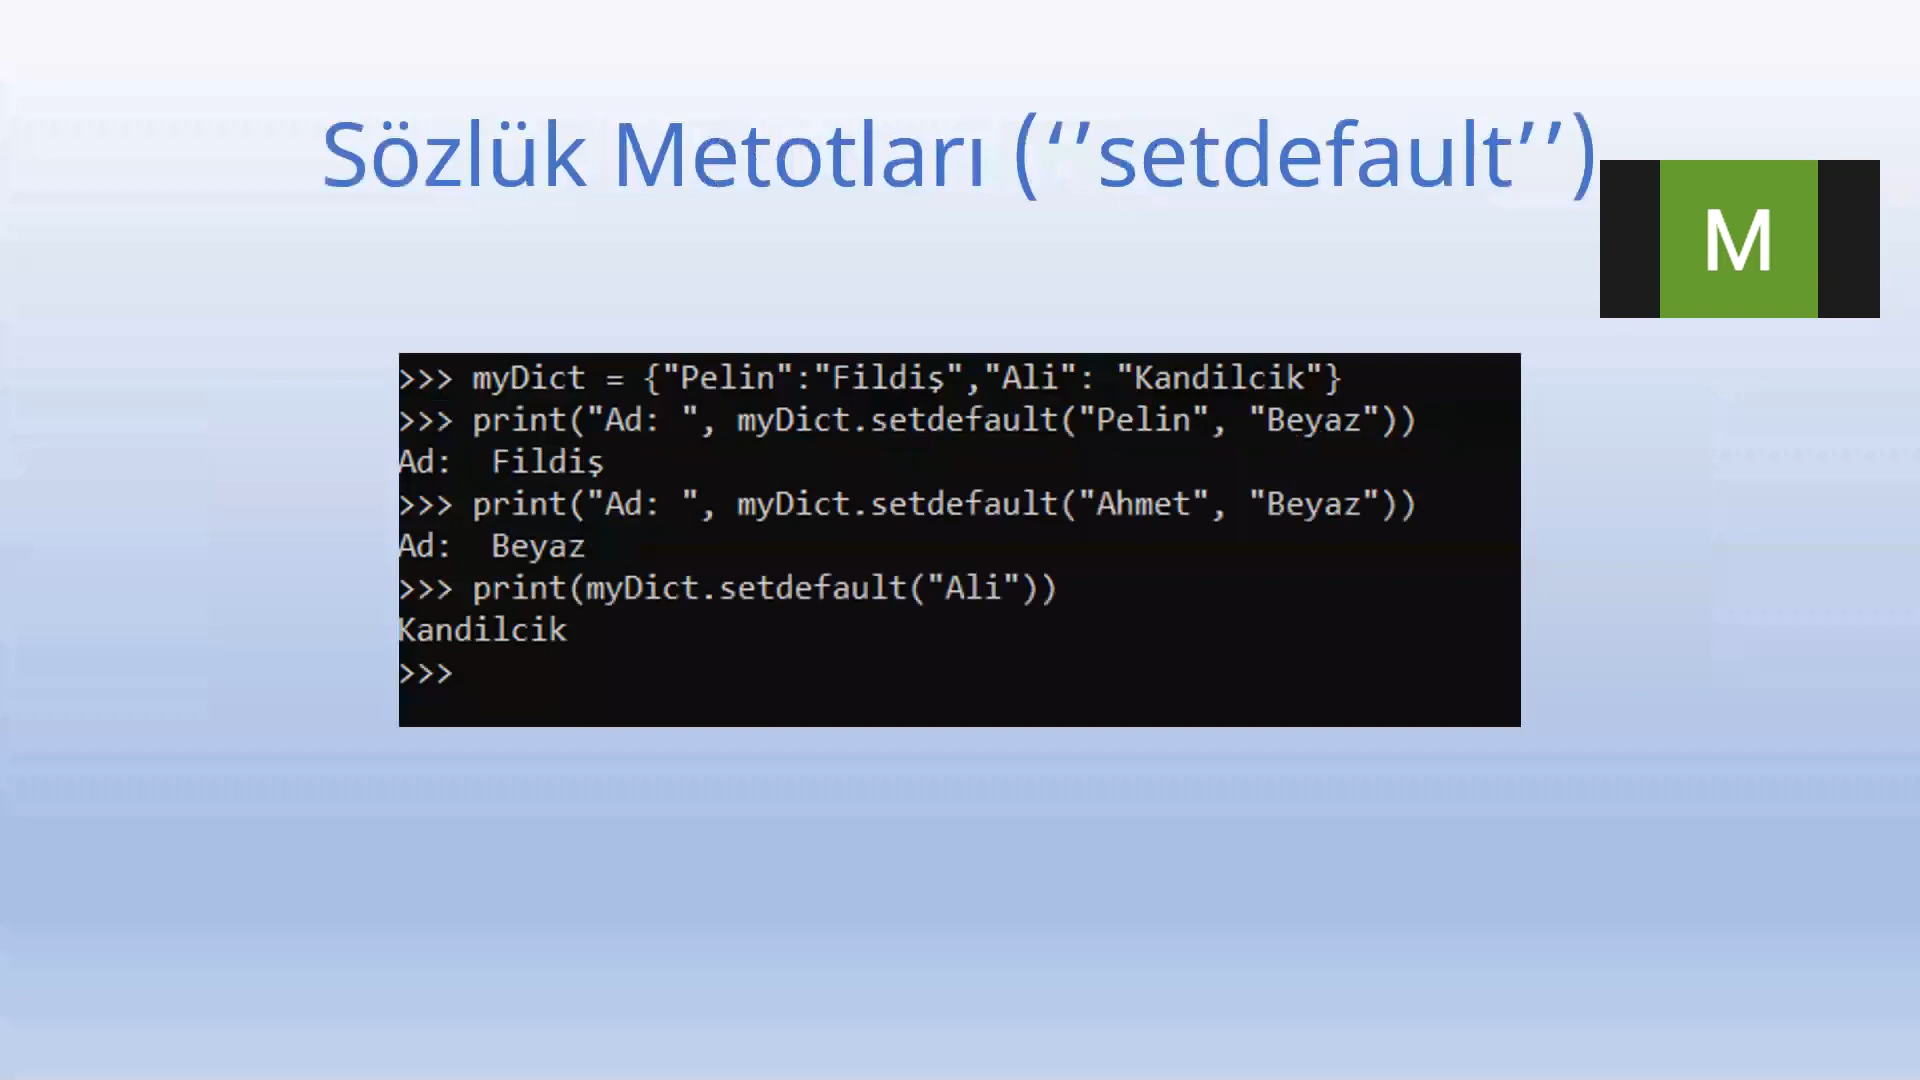 Sözlük Metotları (‘’setdefault’’)
M
>>> myDict = {"Pelin":"Fildiş","Ali": "Kandilcik"}
>>> print("Ad: ", myDict.setdefault("Pelin", "Beyaz"))
Ad:  Fildiş
>>> print("Ad: ", myDict.setdefault("Ahmet", "Beyaz"))
Ad:  Beyaz
>>> print(myDict.setdefault("Ali"))
Kandilcik
>>>